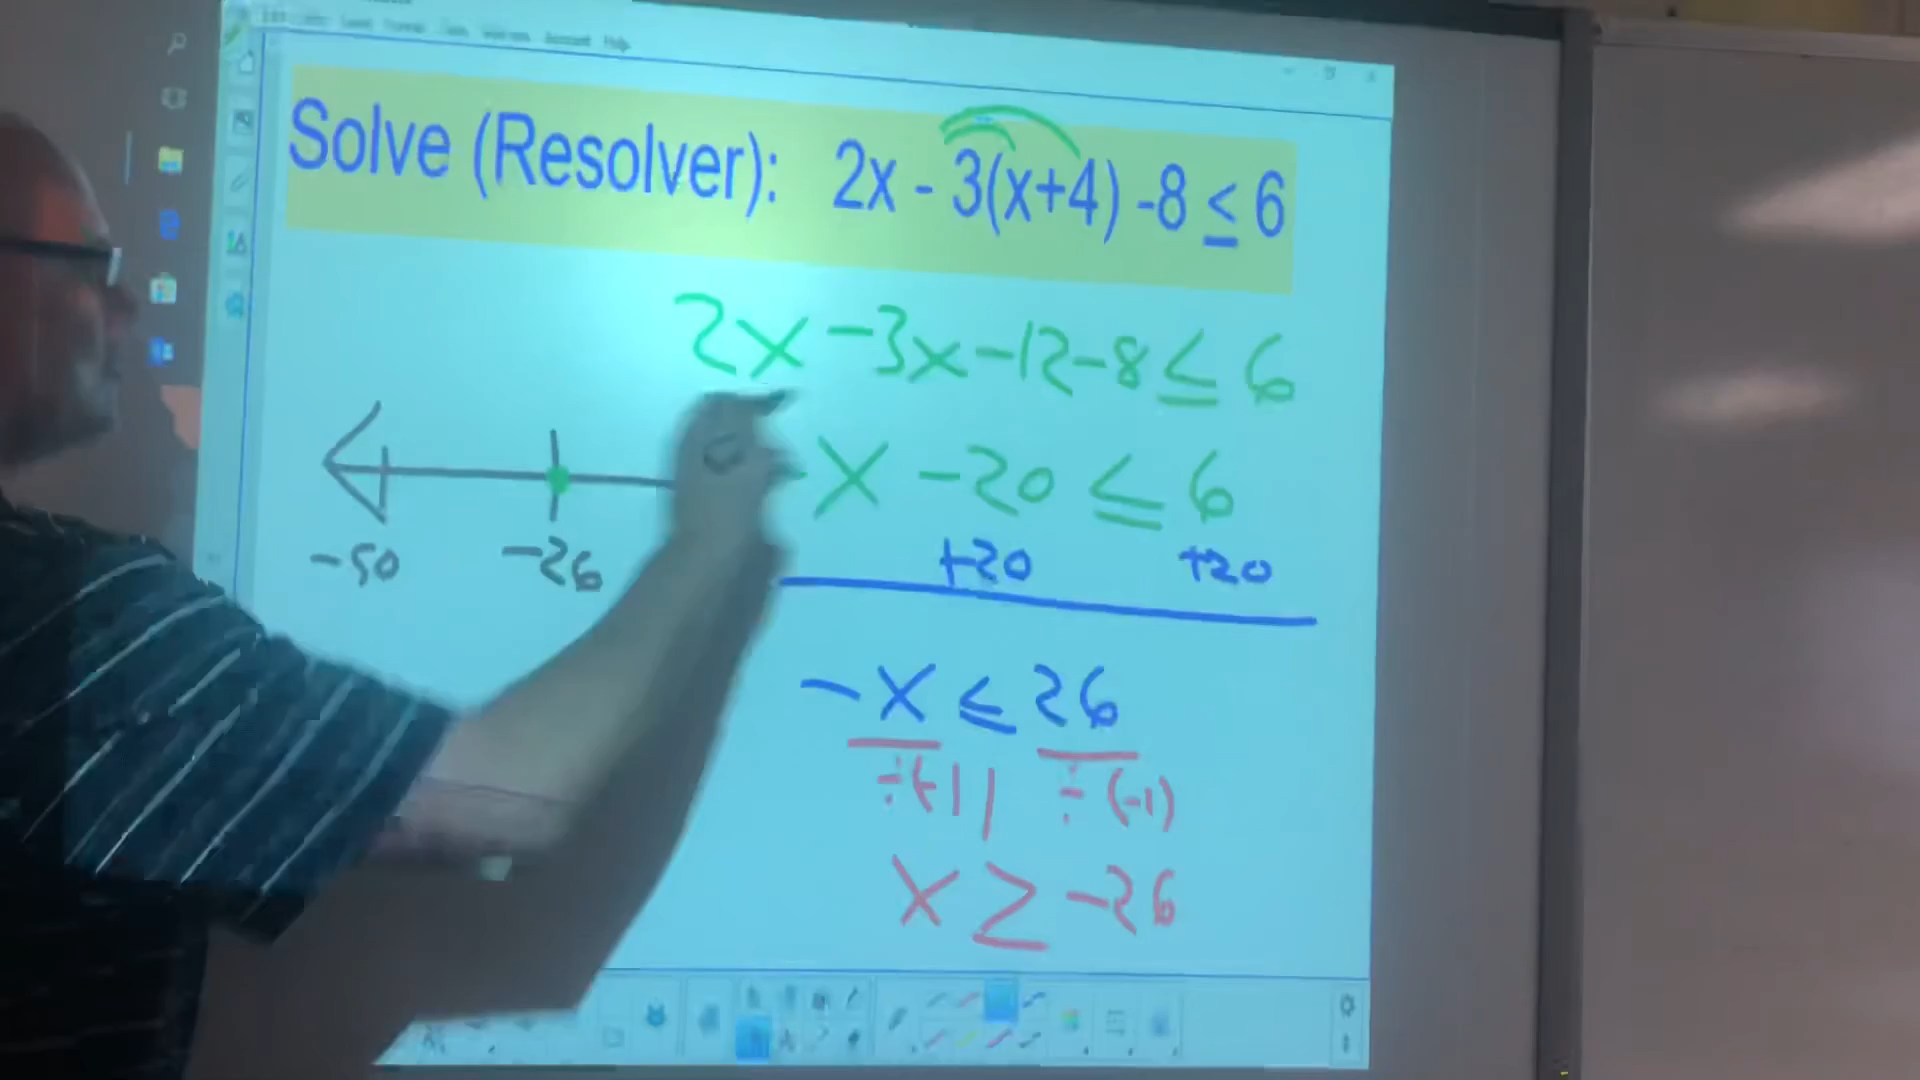 Solve (Resolver): 2x - 3(x+4) -8 ≤ 6
2x -3x -12 -8 ≤ 6
-x -20 ≤ 6
+20 +20
-50 -26
-x ≤ 26
÷(-1) ÷(-1)
x ≥ -26